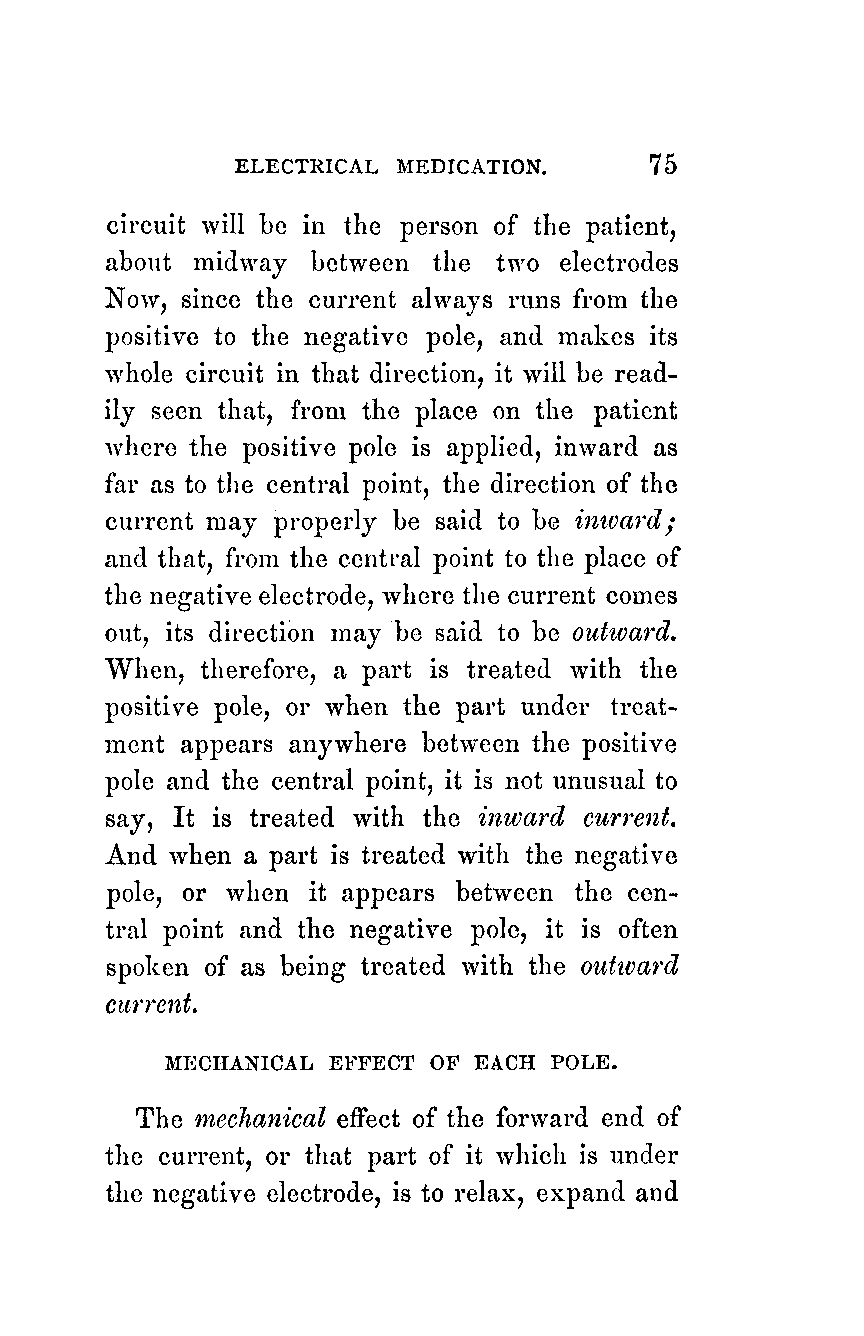 ELECTRICAL MEDICATION. 75
circuit will be in the person of the patient,
about midway between the two electrodes
Now, since the current always runs from the
positive to the negative pole, and makes its
whole circuit in that direction, it will be read-
ily seen that, from the place on the patient
where the positive pole is applied, inward as
far as to the central point, the direction of the
current may properly be said to be inward;
and that, from the central point to the place of
the negative electrode, where the current comes
out, its direction may be said to be outward.
When, therefore, a part is treated with the
positive pole, or when the part under treat-
ment appears anywhere between the positive
pole and the central point, it is not unusual to
say, It is treated with the inward current.
And when a part is treated with the negative
pole, or when it appears between the cen-
tral point and the negative pole, it is often
spoken of as being treated with the outward
current.
MECHANICAL EFFECT OF EACH POLE.
The mechanical effect of the forward end of
the current, or that part of it which is under
the negative electrode, is to relax, expand and